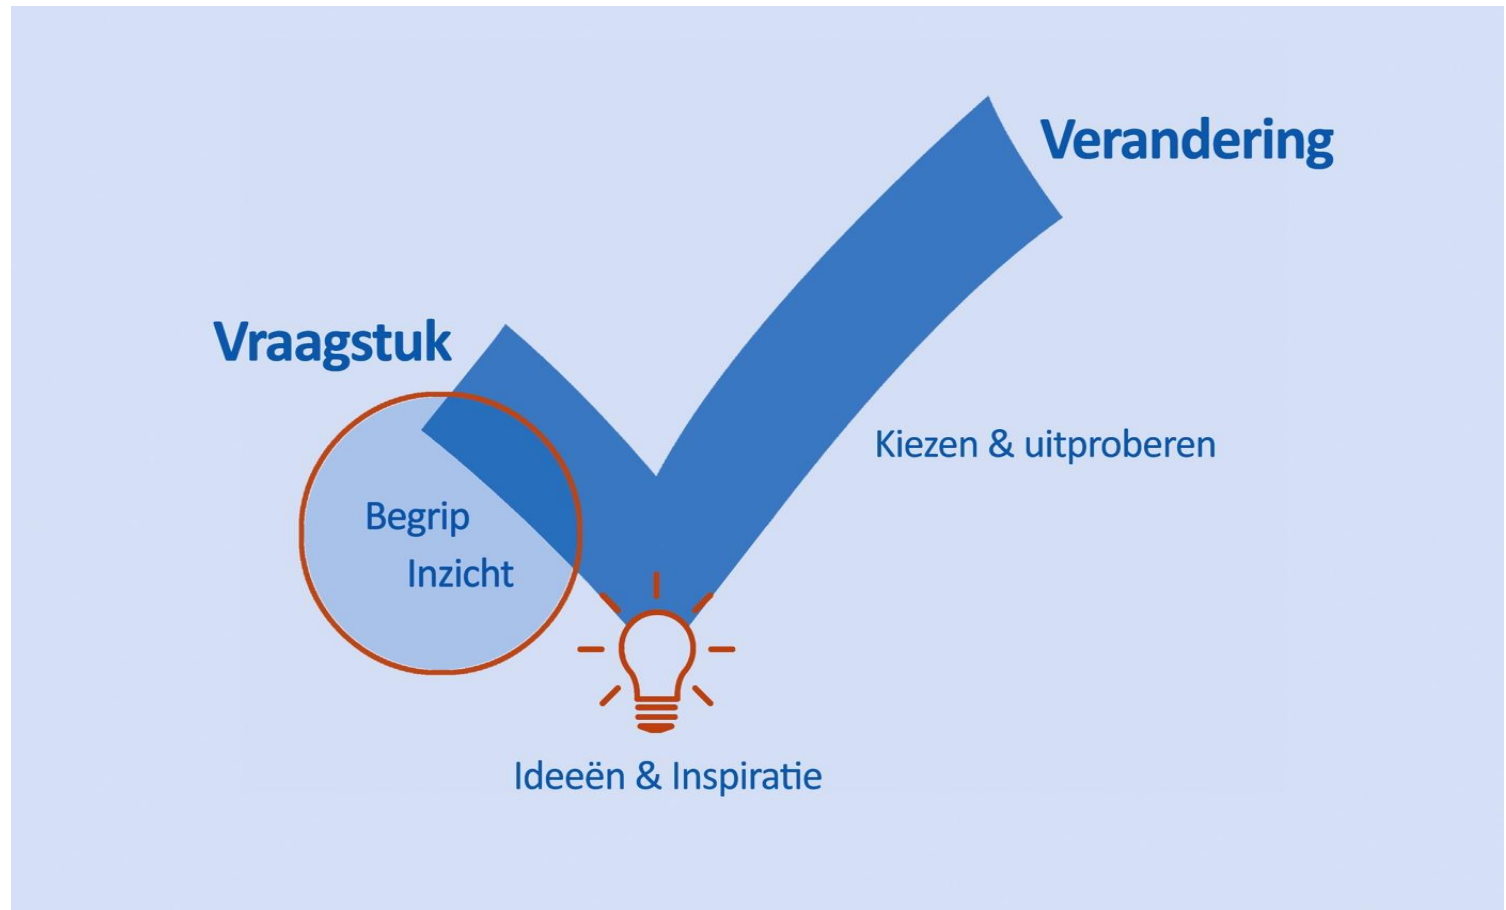 Verandering
Vraagstuk
Kiezen & uitproberen
Begrip
Inzicht
Ideeën & Inspiratie